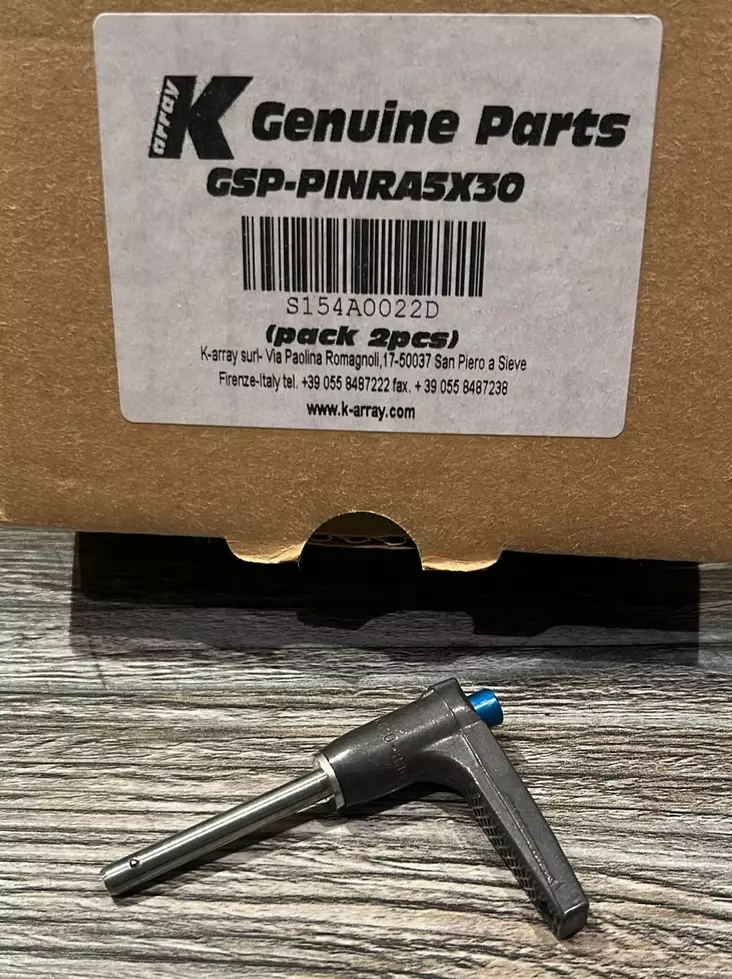 K array Genuine Parts
GSP-PINRA5X30
S154A0022D
(pack 2pcs)
K-array surl- Via Paolina Romagnoli,17-50037 San Piero a Sieve
Firenze-Italy tel. +39 055 8487222 fax. + 39 055 8487238
www.k-array.com